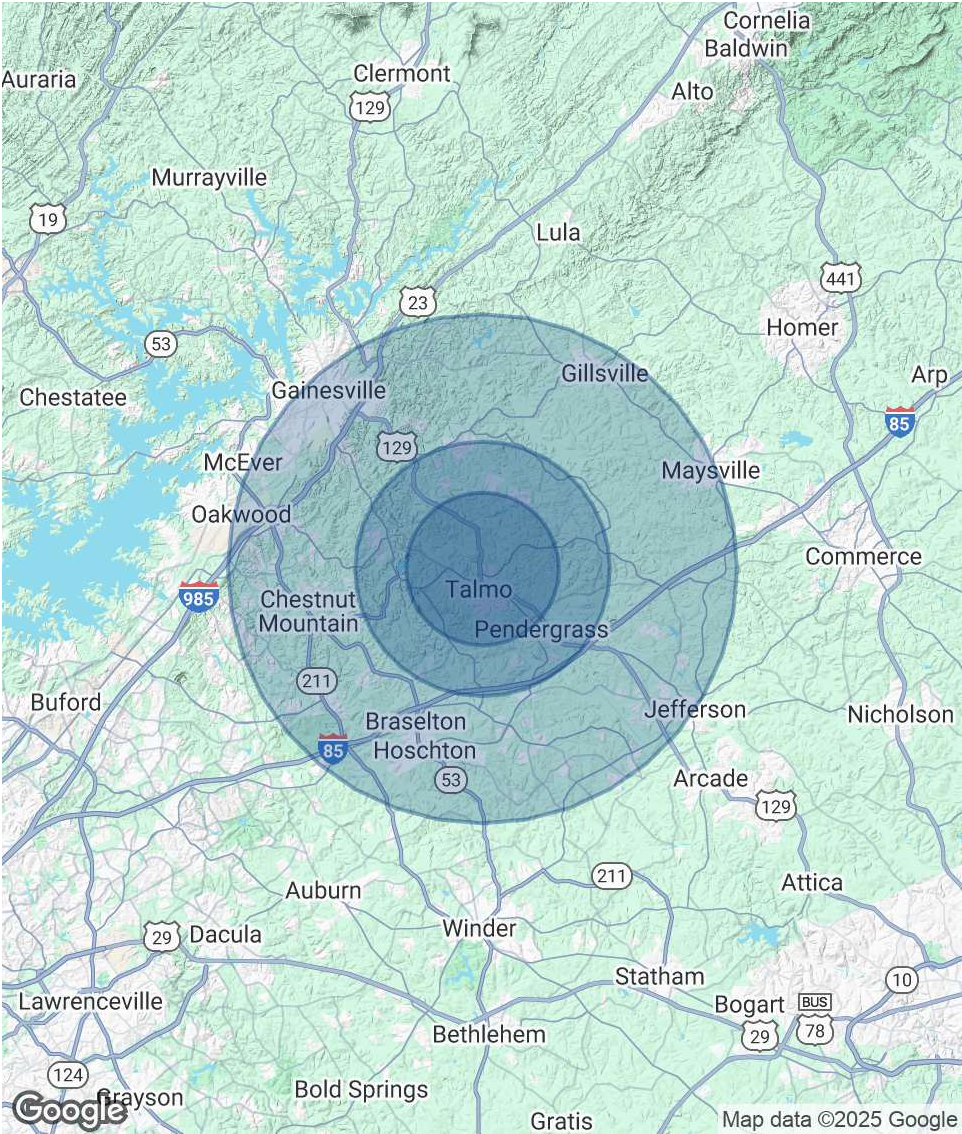 Cornelia
Baldwin
Auraria
Clermont
Alto
129
Murrayville
19
Lula
441
23
Homer
53
Gillsville
Arp
Gainesville
Chestatee
85
129
McEver
Maysville
Oakwood
Commerce
985
Talmo
Chestnut
Mountain
Pendergrass
211
Buford
Jefferson
Nicholson
Braselton
85
Hoschton
53
Arcade
129
211
Attica
Auburn
29
Dacula
Winder
Statham
10
Lawrenceville
Bogart
BUS
78
29
Bethlehem
124
Bold Springs
Grayson
Google
Gratis
Map data ©2025 Google